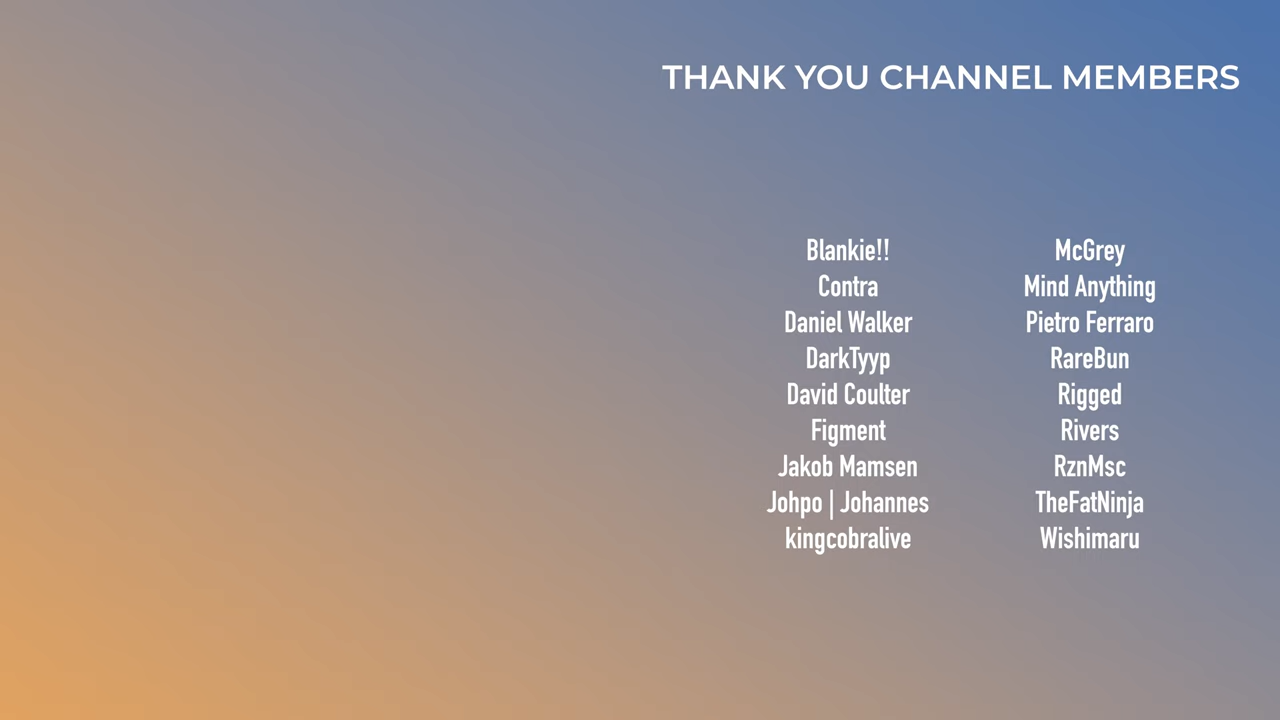 THANK YOU CHANNEL MEMBERS
Blankie!!
Contra
Daniel Walker
DarkTyyp
David Coulter
Figment
Jakob Mamsen
Johpo | Johannes
kingcobralive
McGrey
Mind Anything
Pietro Ferraro
RareBun
Rigged
Rivers
RznMsc
TheFatNinja
Wishimaru